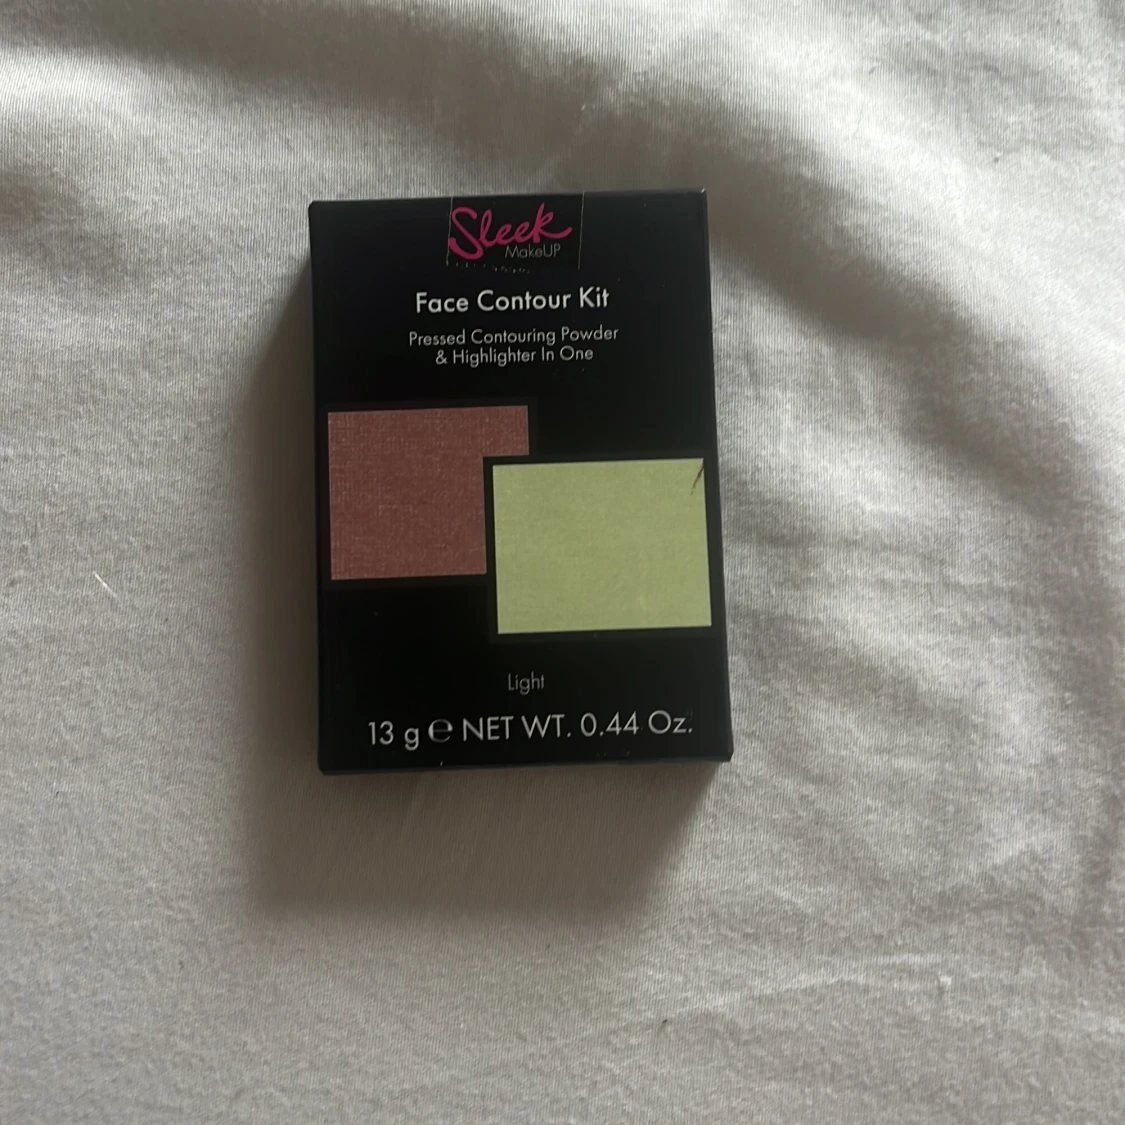 Sleek
MakeUP
Face Contour Kit
Pressed Contouring Powder
& Highlighter In One
Light
13 g ℮ NET WT. 0.44 Oz.